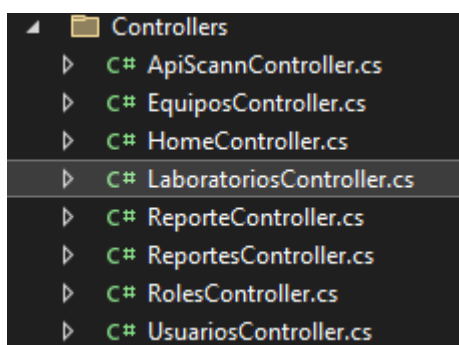 Controllers
C# ApiScannController.cs
C# EquiposController.cs
C# HomeController.cs
C# LaboratoriosController.cs
C# ReporteController.cs
C# ReportesController.cs
C# RolesController.cs
C# UsuariosController.cs